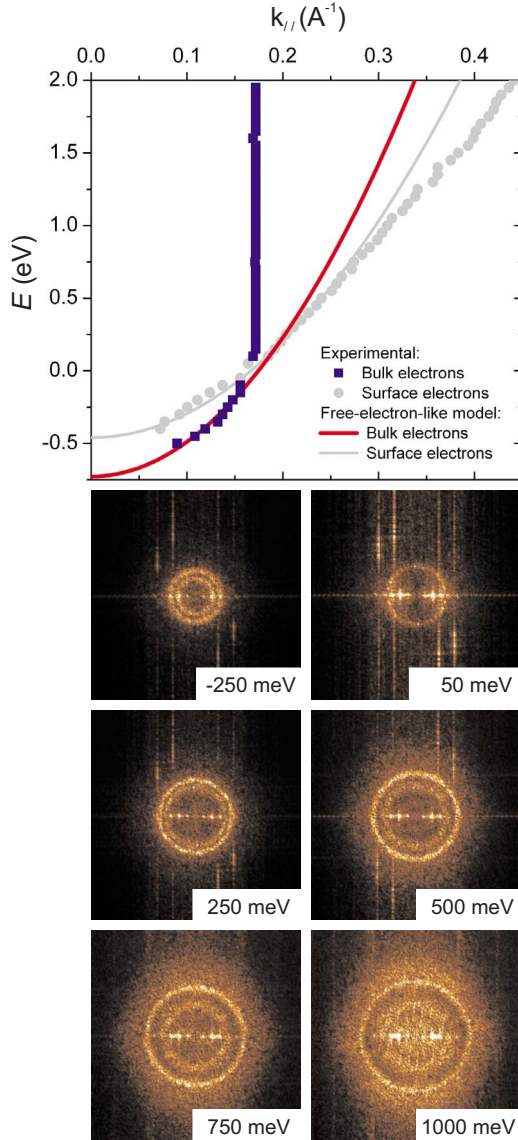 k// (A⁻¹)
0.0 0.1 0.2 0.3 0.4
2.0
1.5
1.0
0.5
0.0
-0.5
E (eV)
Experimental:
Bulk electrons
Surface electrons
Free-electron-like model:
Bulk electrons
Surface electrons
-250 meV
50 meV
250 meV
500 meV
750 meV
1000 meV